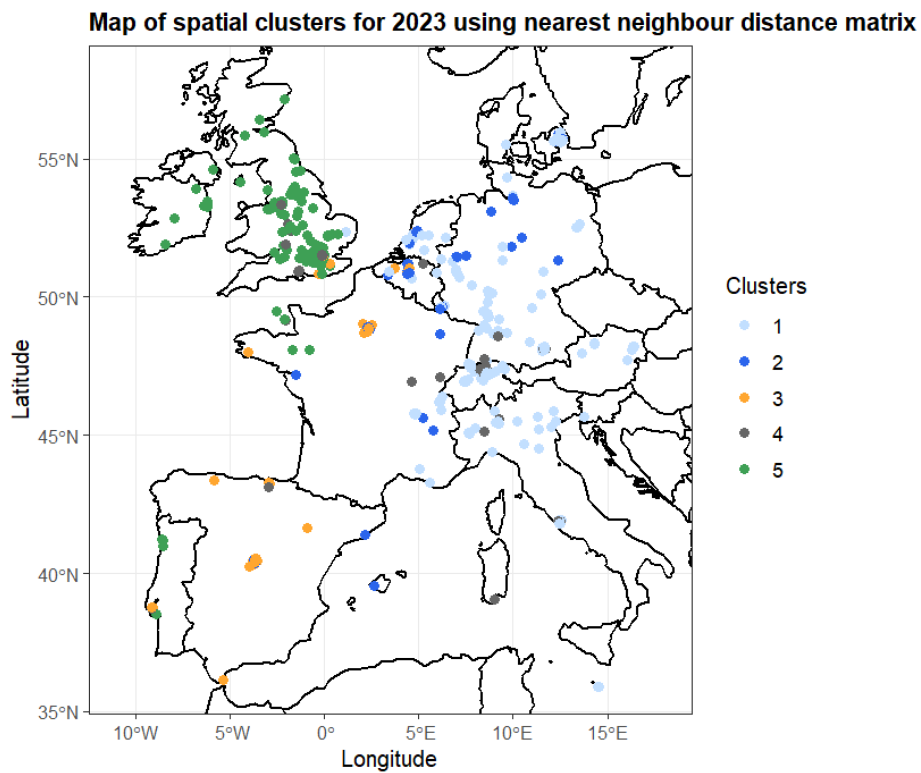 Map of spatial clusters for 2023 using nearest neighbour distance matrix
55°N
50°N
45°N
40°N
35°N
10°W
5°W
0°
5°E
10°E
15°E
Latitude
Longitude
Clusters
1
2
3
4
5